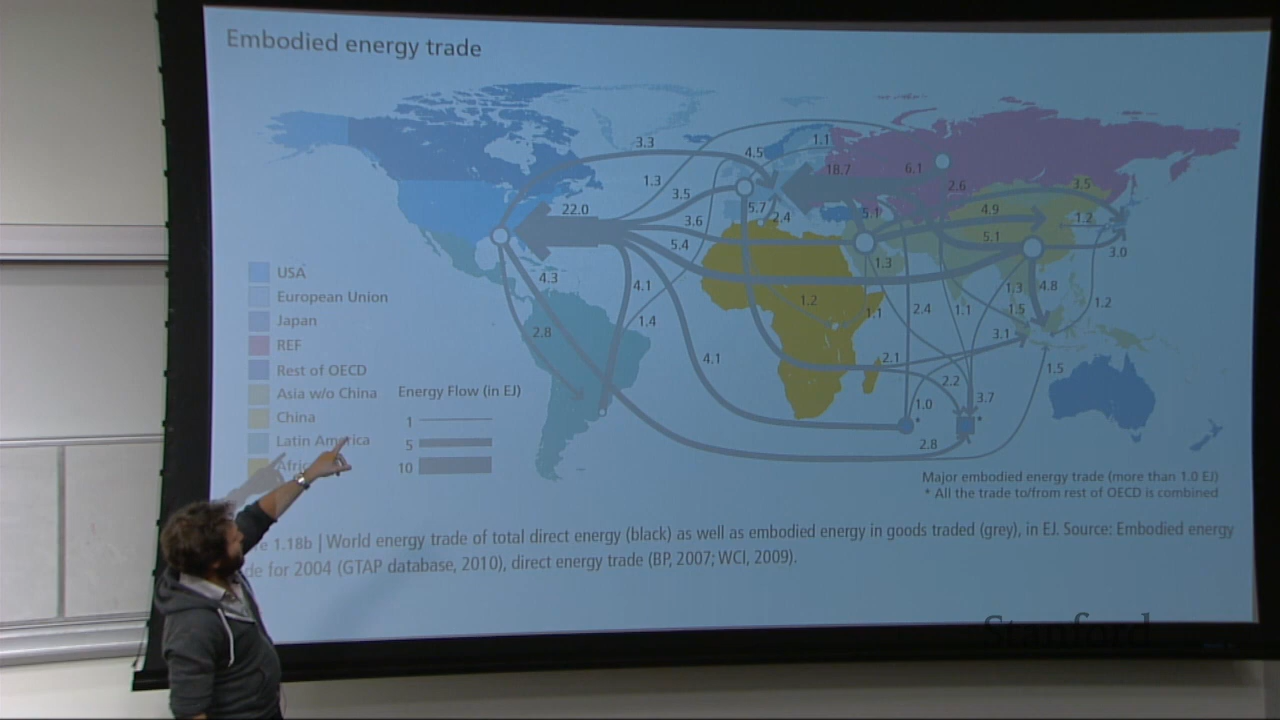 Embodied energy trade
3.3
4.5
1.1
1.3
3.5
18.7
6.1
2.6
3.5
22.0
3.6
5.7
2.4
5.1
4.9
1.2
5.4
5.1
3.0
1.3
4.3
4.1
1.2
1.1
2.4
1.1
1.3
4.8
1.5
1.2
2.8
1.4
3.1
4.1
2.1
2.2
1.5
1.0
3.7
* *
2.8
USA
European Union
Japan
REF
Rest of OECD
Asia w/o China
China
Latin America
Energy Flow (in EJ)
1
5
10
Major embodied energy trade (more than 1.0 EJ)
* All the trade to/from rest of OECD is combined
1.18b | World energy trade of total direct energy (black) as well as embodied energy in goods traded (grey), in EJ. Source: Embodied energy
for 2004 (GTAP database, 2010), direct energy trade (BP, 2007; WCI, 2009).
Stanford